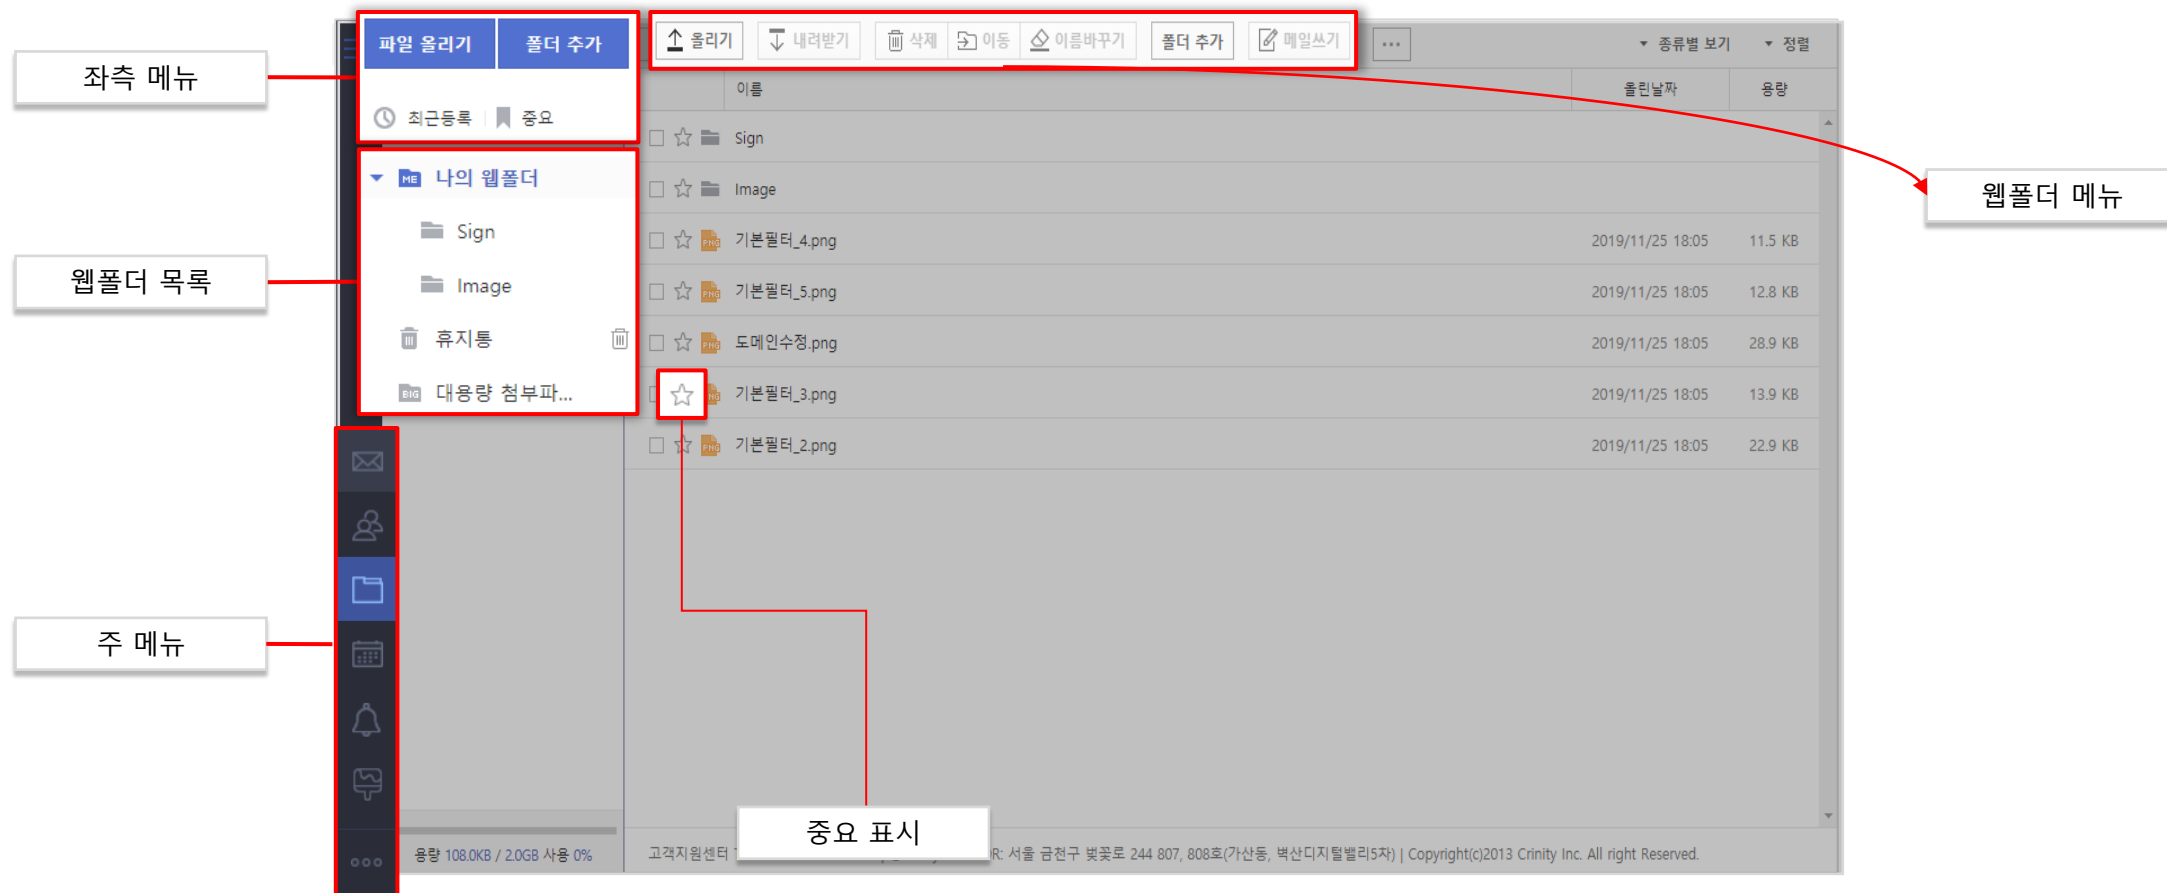 파일 올리기 폴더 추가
올리기 내려받기 삭제 이동 이름바꾸기 폴더 추가 메일쓰기 ...
종류별 보기 정렬
좌측 메뉴
이름 올린날짜 용량
최근등록 중요
Sign
나의 웹폴더
ME
Image
웹폴더 메뉴
Sign
PNG 기본필터_4.png 2019/11/25 18:05 11.5 KB
웹폴더 목록
Image
PNG 기본필터_5.png 2019/11/25 18:05 12.8 KB
휴지통
PNG 도메인수정.png 2019/11/25 18:05 28.9 KB
BIG 대용량 첨부파...
기본필터_3.png 2019/11/25 18:05 13.9 KB
PNG 기본필터_2.png 2019/11/25 18:05 22.9 KB
주 메뉴
중요 표시
용량 108.0KB / 2.0GB 사용 0%
고객지원센터 서울 금천구 벚꽃로 244 807, 808호(가산동, 벽산디지털밸리5차) | Copyright(c)2013 Crinity Inc. All right Reserved.